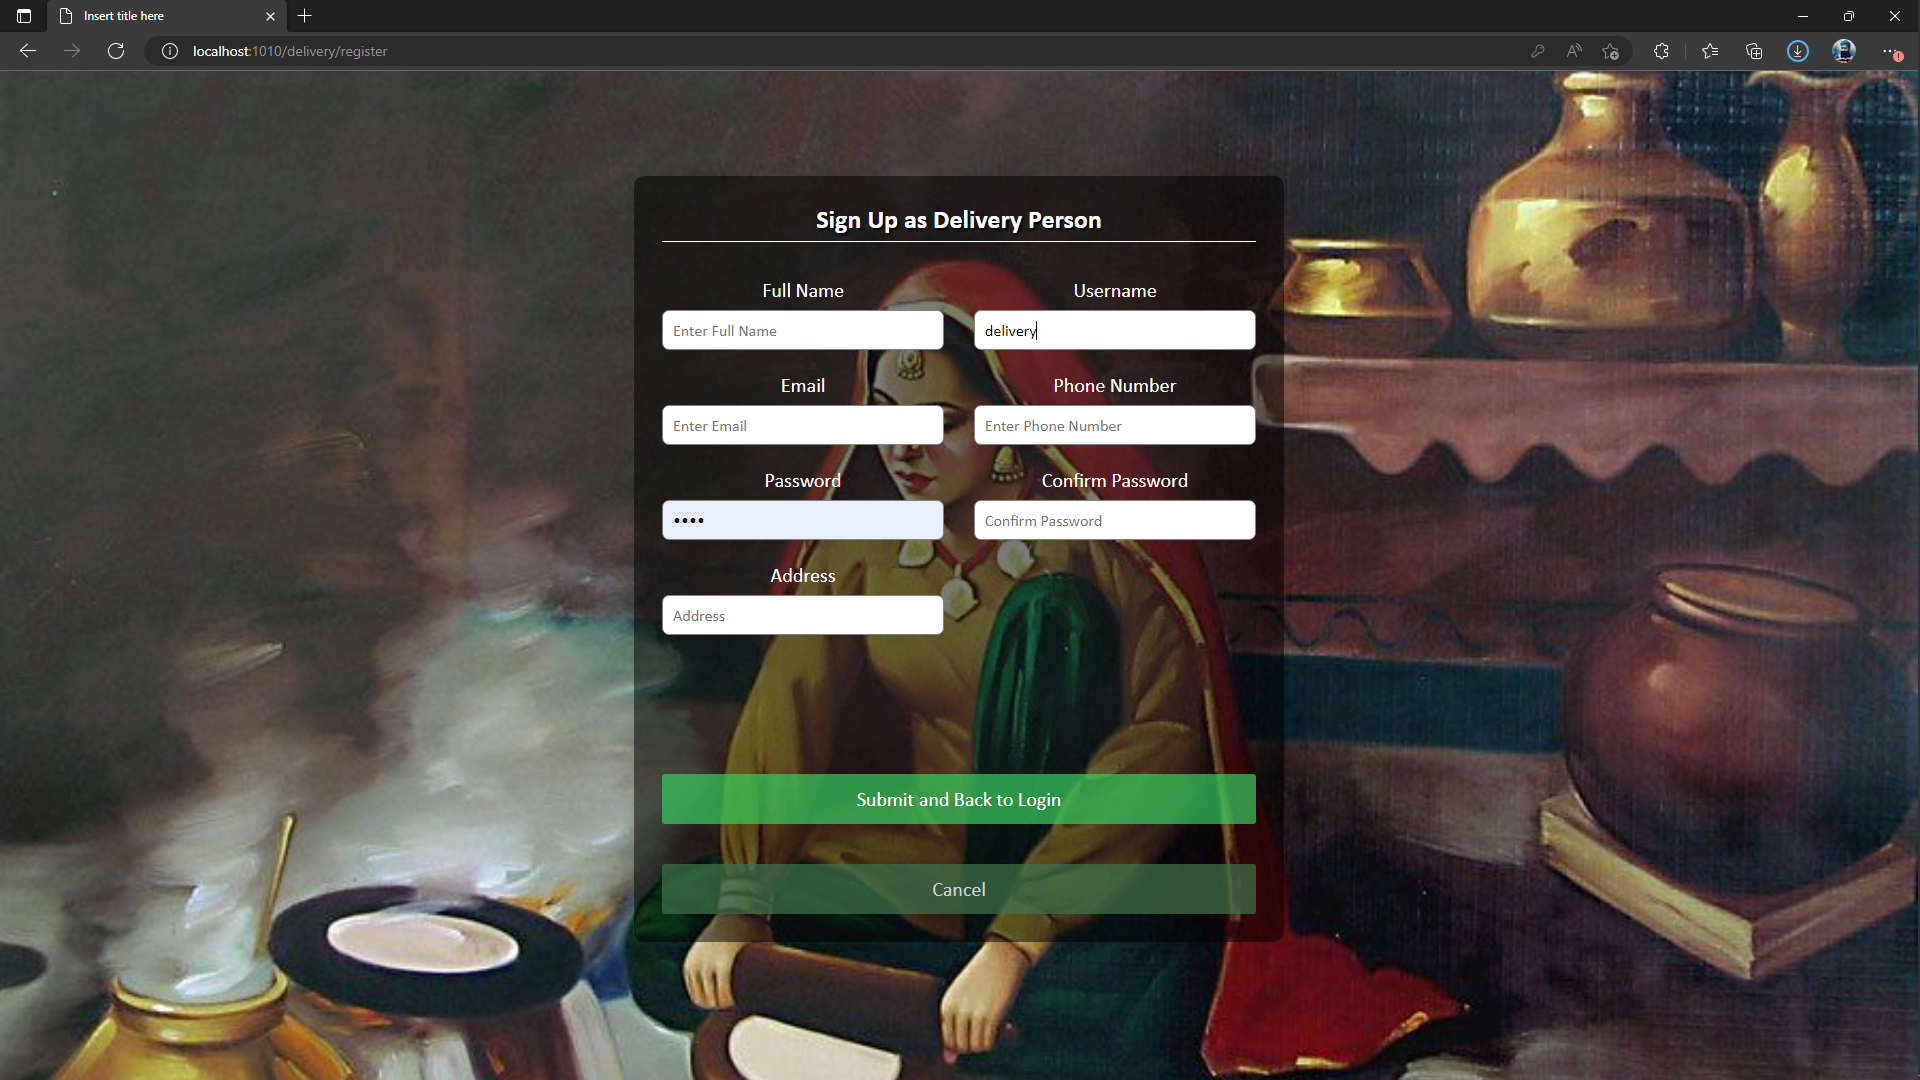 Insert title here
localhost:1010/delivery/register
Sign Up as Delivery Person
Full Name
Username
Enter Full Name
delivery
Email
Phone Number
Enter Email
Enter Phone Number
Password
Confirm Password
••••
Confirm Password
Address
Address
Submit and Back to Login
Cancel